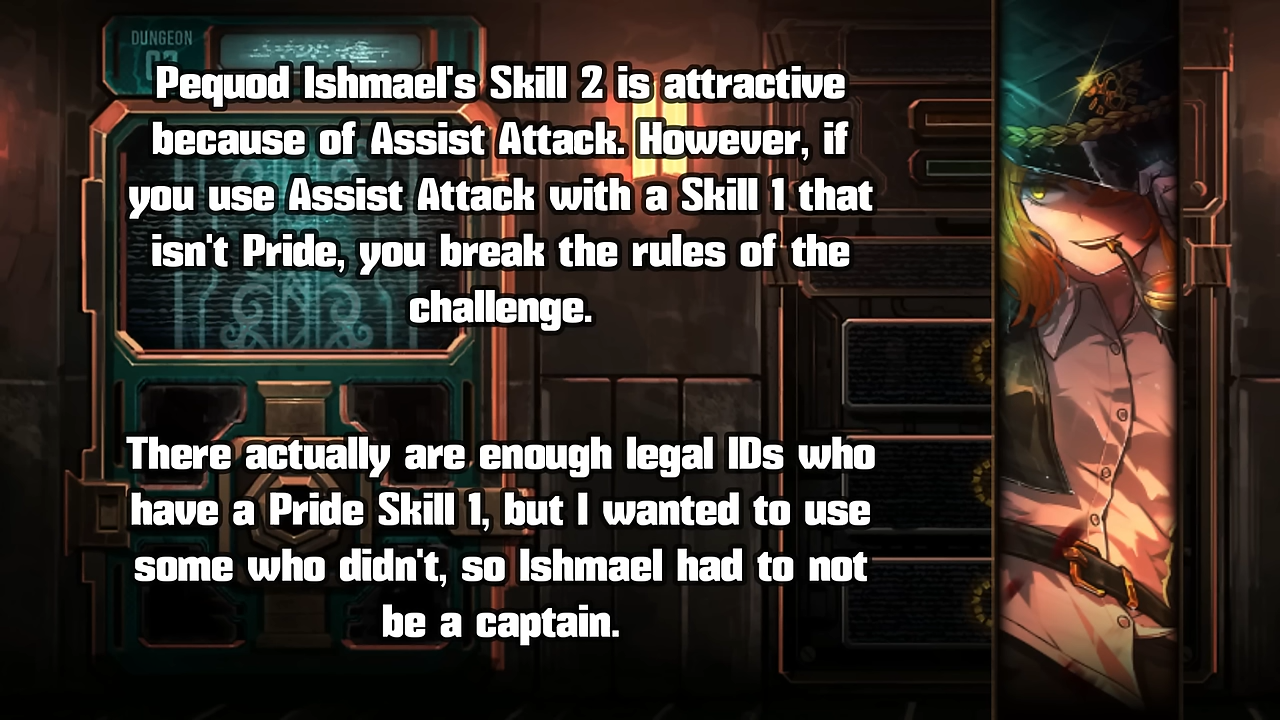 DUNGEON
Pequod Ishmael's Skill 2 is attractive
because of Assist Attack. However, if
you use Assist Attack with a Skill 1 that
isn't Pride, you break the rules of the
challenge.
There actually are enough legal IDs who
have a Pride Skill 1, but I wanted to use
some who didn't, so Ishmael had to not
be a captain.